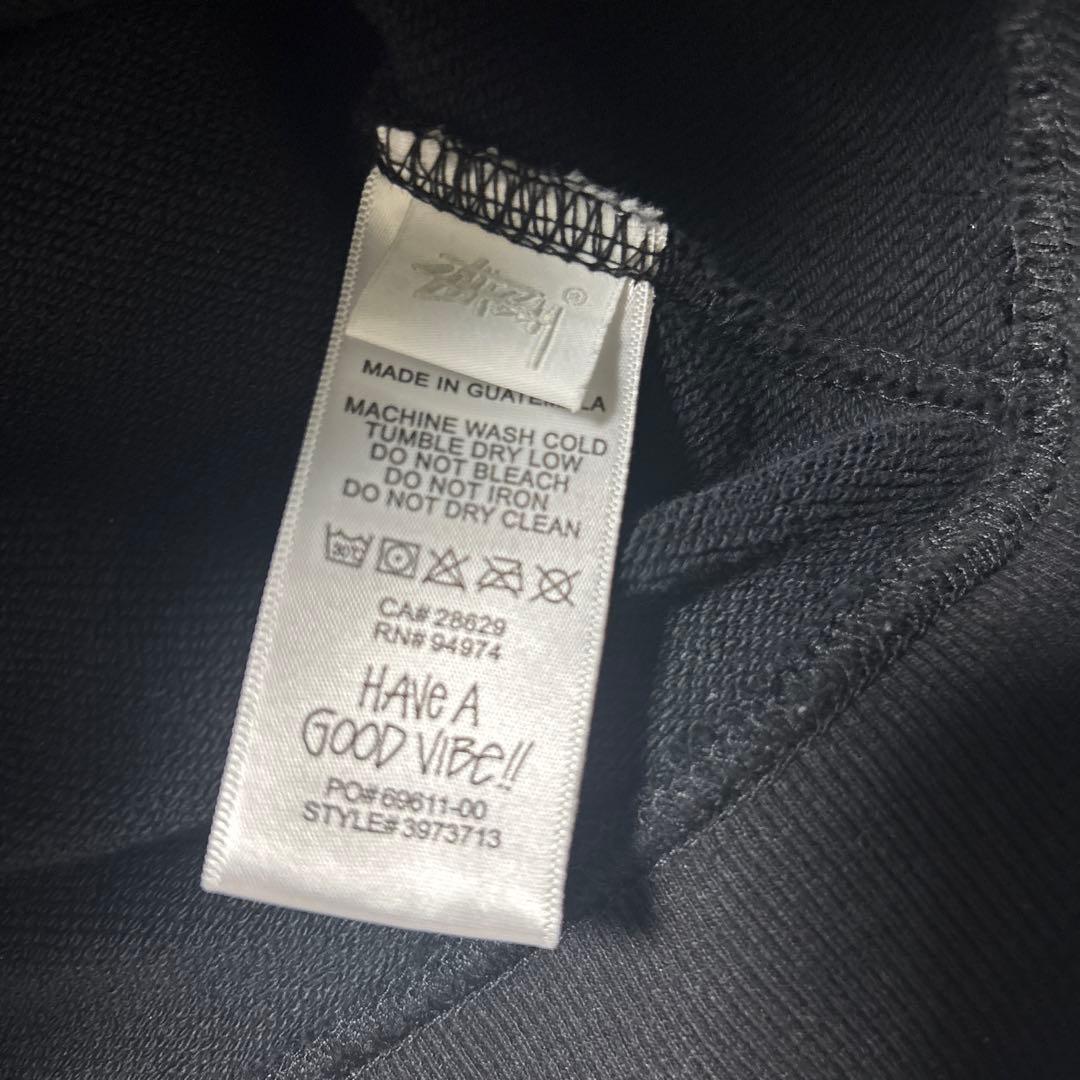 Stüssy®
MADE IN
MACHINE WASH COLD
TUMBLE DRY LOW
DO NOT BLEACH
DO NOT IRON
DO NOT DRY CLEAN
30°C
CA# 28629
RN# 94974
HAVE A
GOOD VIBE!!
PO# 69611-00
STYLE# 3973713